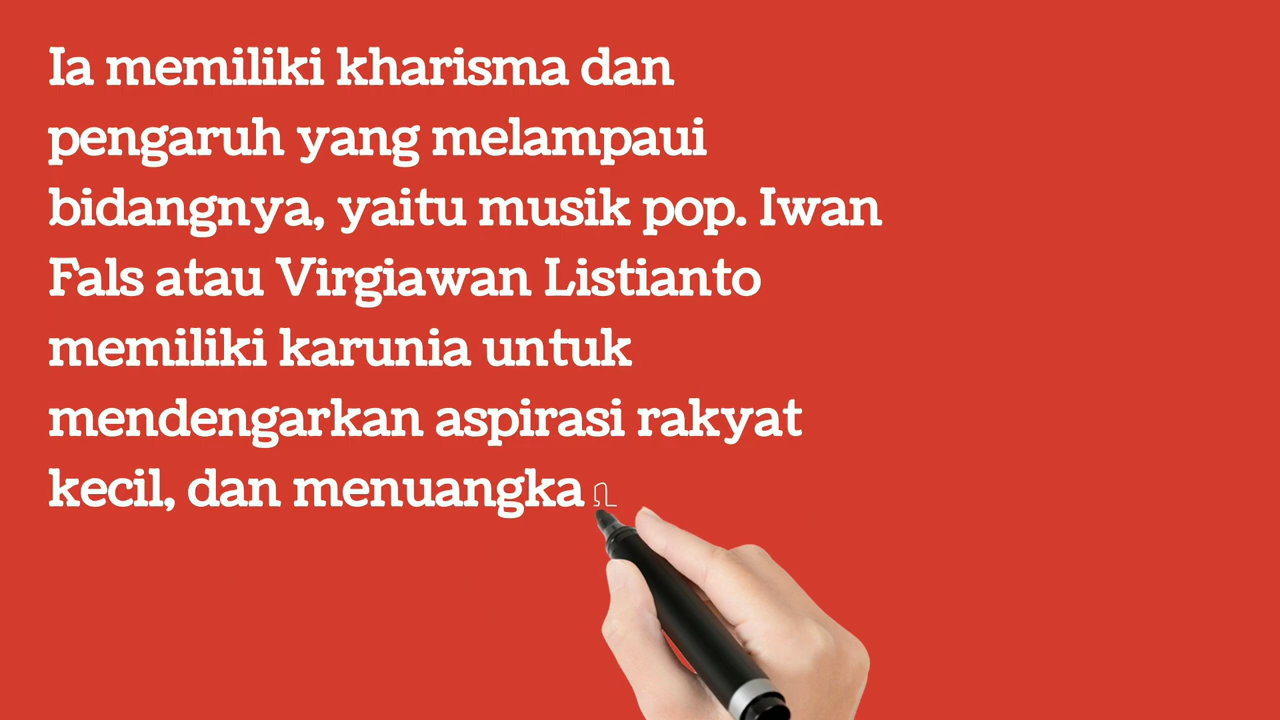 Ia memiliki kharisma dan
pengaruh yang melampaui
bidangnya, yaitu musik pop. Iwan
Fals atau Virgiawan Listianto
memiliki karunia untuk
mendengarkan aspirasi rakyat
kecil, dan menuangka